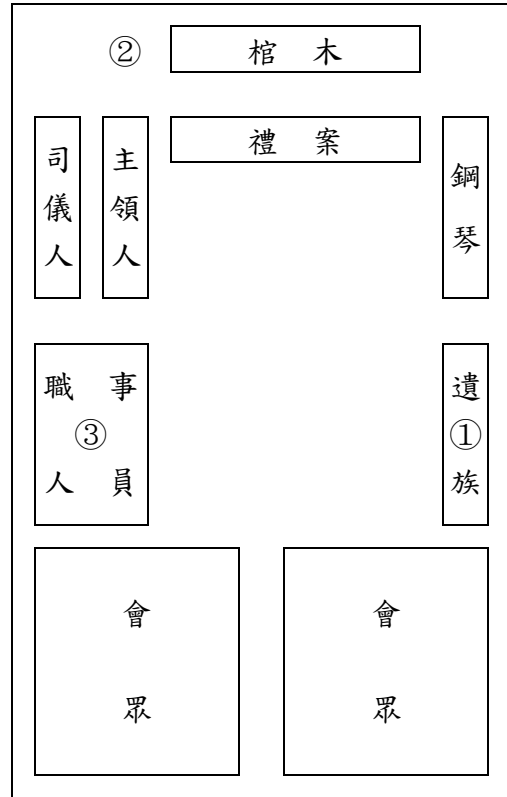 ② 棺木
司儀人
主領人
禮案
鋼琴
職事
③
人員
遺
①
族
會眾
會眾